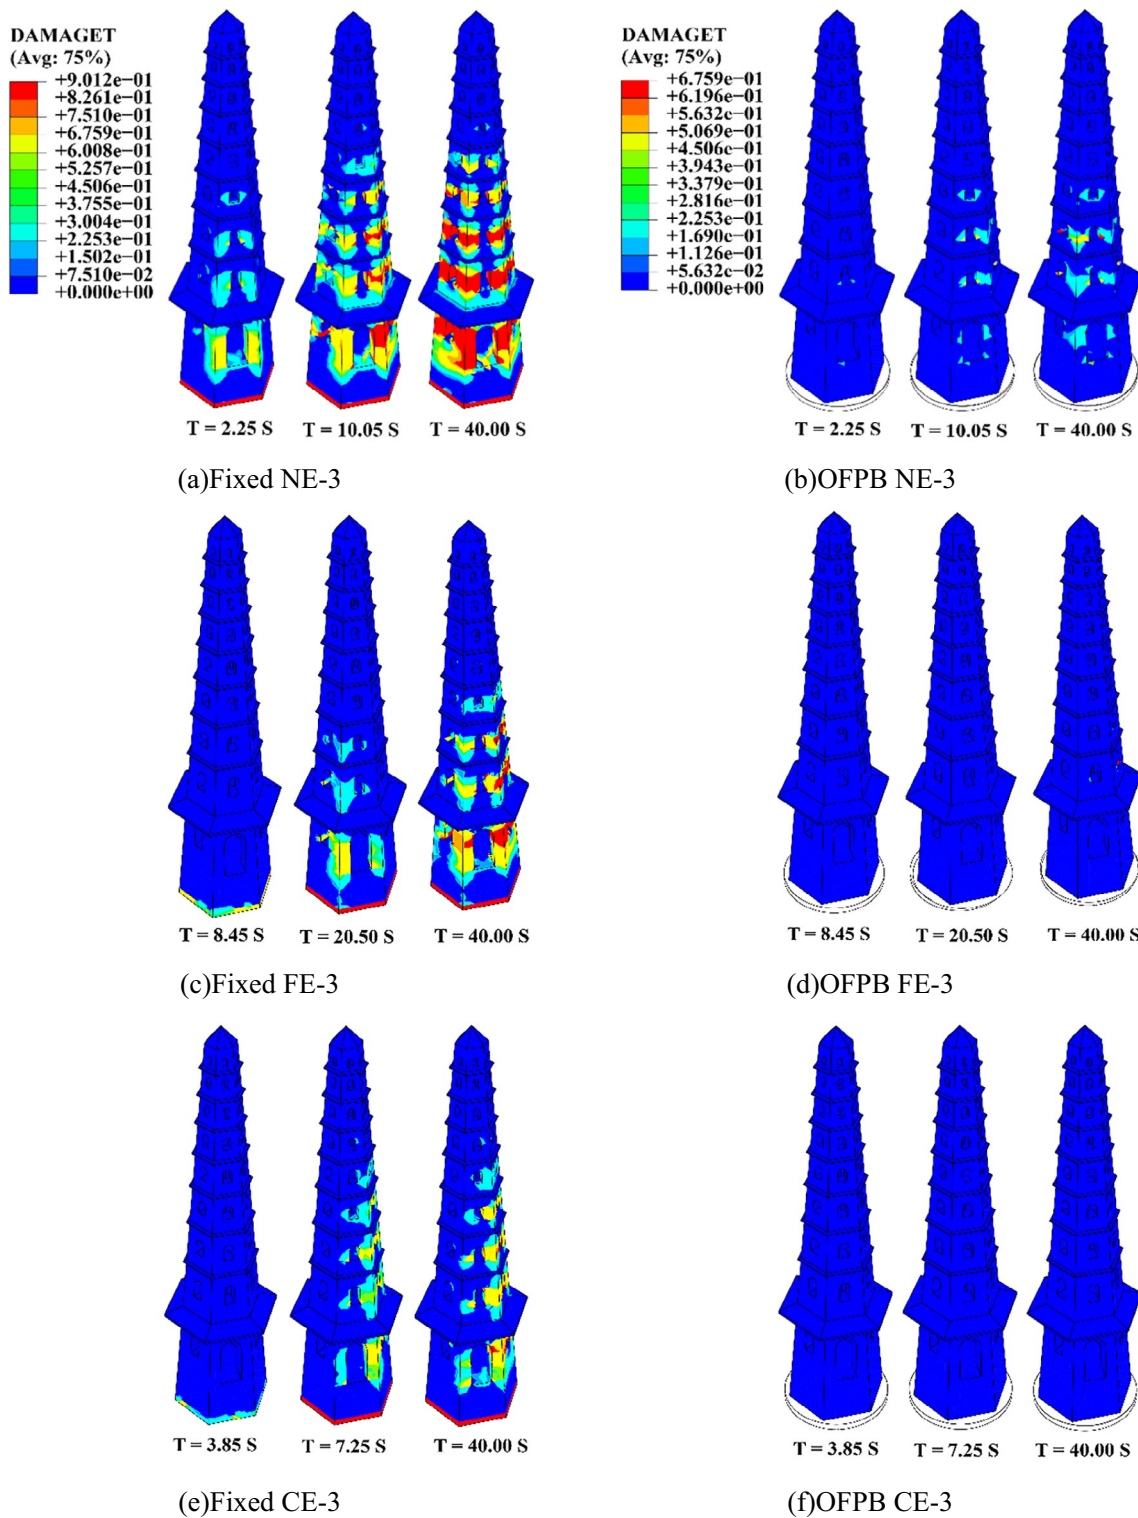 DAMAGET
(Avg: 75%)
+9.012e−01
+8.261e−01
+7.510e−01
+6.759e−01
+6.008e−01
+5.257e−01
+4.506e−01
+3.755e−01
+3.004e−01
+2.253e−01
+1.502e−01
+7.510e−02
+0.000e+00
T = 2.25 S T = 10.05 S T = 40.00 S
(a)Fixed NE-3
DAMAGET
(Avg: 75%)
+6.759e−01
+6.196e−01
+5.632e−01
+5.069e−01
+4.506e−01
+3.943e−01
+3.379e−01
+2.816e−01
+2.253e−01
+1.690e−01
+1.126e−01
+5.632e−02
+0.000e+00
T = 2.25 S T = 10.05 S T = 40.00 S
(b)OFPB NE-3
T = 8.45 S T = 20.50 S T = 40.00 S
(c)Fixed FE-3
T = 8.45 S T = 20.50 S T = 40.00 S
(d)OFPB FE-3
T = 3.85 S T = 7.25 S T = 40.00 S
(e)Fixed CE-3
T = 3.85 S T = 7.25 S T = 40.00 S
(f)OFPB CE-3